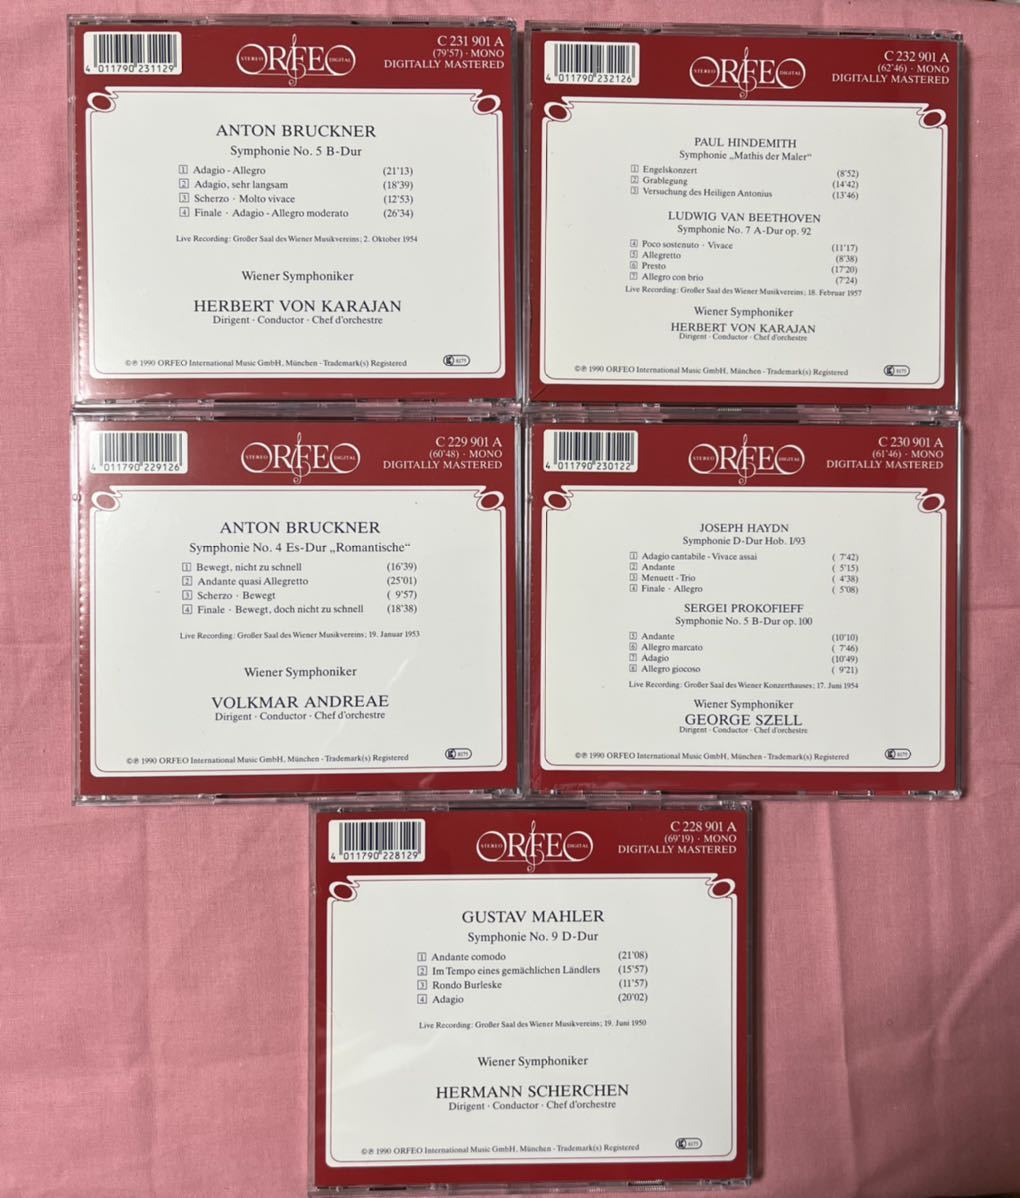 4 011790 231129
ORFEO
STEREO DIGITAL
C 231 901 A
(79'57) · MONO
DIGITALLY MASTERED
ANTON BRUCKNER
Symphonie No. 5 B-Dur
1 Adagio - Allegro (21'13)
2 Adagio, sehr langsam (18'39)
3 Scherzo · Molto vivace (12'53)
4 Finale · Adagio - Allegro moderato (26'34)
Live Recording: Großer Saal des Wiener Musikvereins; 2. Oktober 1954
Wiener Symphoniker
HERBERT VON KARAJAN
Dirigent · Conductor · Chef d'orchestre
©℗ 1990 ORFEO International Music GmbH, München - Trademark(s) Registered
8175
4 011790 232126
ORFEO
STEREO DIGITAL
C 232 901 A
(62'46) · MONO
DIGITALLY MASTERED
PAUL HINDEMITH
Symphonie „Mathis der Maler“
1 Engelskonzert (8'52)
2 Grablegung (14'42)
3 Versuchung des Heiligen Antonius (13'46)
LUDWIG VAN BEETHOVEN
Symphonie No. 7 A-Dur op. 92
4 Poco sostenuto · Vivace (11'17)
5 Allegretto (8'38)
6 Presto (17'20)
7 Allegro con brio (7'24)
Live Recording: Großer Saal des Wiener Musikvereins; 18. Februar 1957
Wiener Symphoniker
HERBERT VON KARAJAN
Dirigent · Conductor · Chef d'orchestre
©℗ 1990 ORFEO International Music GmbH, München - Trademark(s) Registered
8175
4 011790 229126
ORFEO
STEREO DIGITAL
C 229 901 A
(60'48) · MONO
DIGITALLY MASTERED
ANTON BRUCKNER
Symphonie No. 4 Es-Dur „Romantische“
1 Bewegt, nicht zu schnell (16'39)
2 Andante quasi Allegretto (25'01)
3 Scherzo · Bewegt ( 9'57)
4 Finale · Bewegt, doch nicht zu schnell (18'38)
Live Recording: Großer Saal des Wiener Musikvereins; 19. Januar 1953
Wiener Symphoniker
VOLKMAR ANDREAE
Dirigent · Conductor · Chef d'orchestre
©℗ 1990 ORFEO International Music GmbH, München - Trademark(s) Registered
8175
4 011790 230122
ORFEO
STEREO DIGITAL
C 230 901 A
(61'46) · MONO
DIGITALLY MASTERED
JOSEPH HAYDN
Symphonie D-Dur Hob. I/93
1 Adagio cantabile - Vivace assai ( 7'42)
2 Andante ( 5'15)
3 Menuett - Trio ( 4'38)
4 Finale · Allegro ( 5'08)
SERGEI PROKOFIEFF
Symphonie No. 5 B-Dur op. 100
5 Andante (10'10)
6 Allegro marcato ( 7'46)
7 Adagio (10'49)
8 Allegro giocoso ( 9'21)
Live Recording: Großer Saal des Wiener Konzerthauses; 17. Juni 1954
Wiener Symphoniker
GEORGE SZELL
Dirigent · Conductor · Chef d'orchestre
©℗ 1990 ORFEO International Music GmbH, München - Trademark(s) Registered
8175
4 011790 228129
ORFEO
STEREO DIGITAL
C 228 901 A
(69'19) · MONO
DIGITALLY MASTERED
GUSTAV MAHLER
Symphonie No. 9 D-Dur
1 Andante comodo (21'08)
2 Im Tempo eines gemächlichen Ländlers (15'57)
3 Rondo Burleske (11'57)
4 Adagio (20'02)
Live Recording: Großer Saal des Wiener Musikvereins; 19. Juni 1950
Wiener Symphoniker
HERMANN SCHERCHEN
Dirigent · Conductor · Chef d'orchestre
©℗ 1990 ORFEO International Music GmbH, München - Trademark(s) Registered
8175